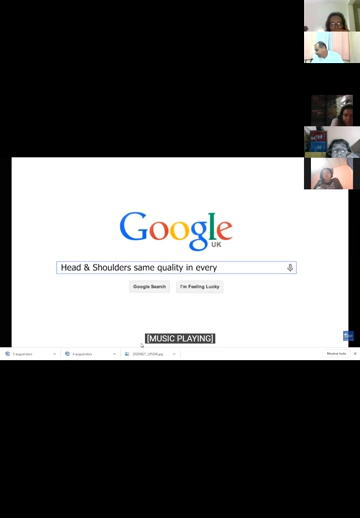 Google
UK
Head & Shoulders same quality in every
Google Search
I'm Feeling Lucky
[MUSIC PLAYING]